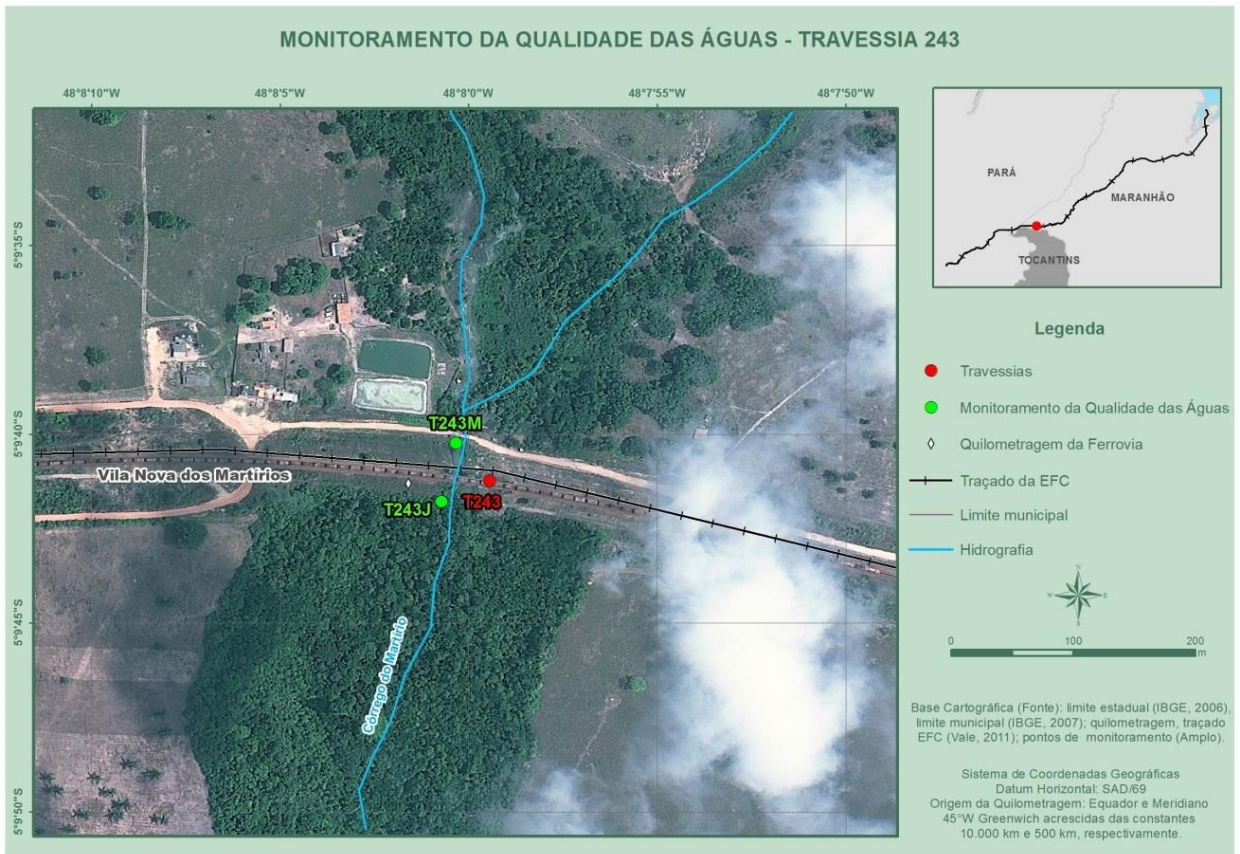 MONITORAMENTO DA QUALIDADE DAS ÁGUAS - TRAVESSIA 243
48°8'10"W
48°8'5"W
48°8'0"W
48°7'55"W
48°7'50"W
5°9'35"S
5°9'40"S
5°9'45"S
5°9'50"S
T243M
Vila Nova dos Martírios
T243J
T243
Córrego do Martírio
PARÁ
MARANHÃO
TOCANTINS
Legenda
Travessias
Monitoramento da Qualidade das Águas
Quilometragem da Ferrovia
Traçado da EFC
Limite municipal
Hidrografia
N
W
E
S
0
100
200
m
Base Cartográfica (Fonte): limite estadual (IBGE, 2006),
limite municipal (IBGE, 2007); quilometragem, traçado
EFC (Vale, 2011); pontos de monitoramento (Amplo).
Sistema de Coordenadas Geográficas
Datum Horizontal: SAD/69
Origem da Quilometragem: Equador e Meridiano
45°W Greenwich acrescidas das constantes
10.000 km e 500 km, respectivamente.